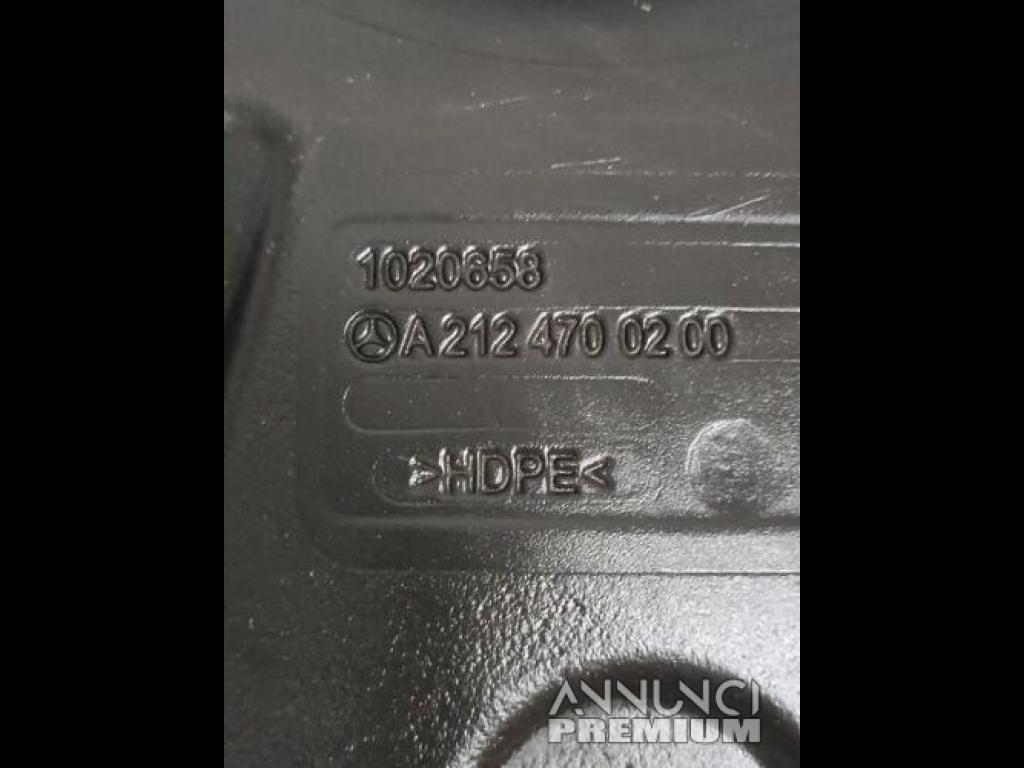 1020858
A 212 470 02 00
>HDPE<
ANNUNCI
PREMIUM